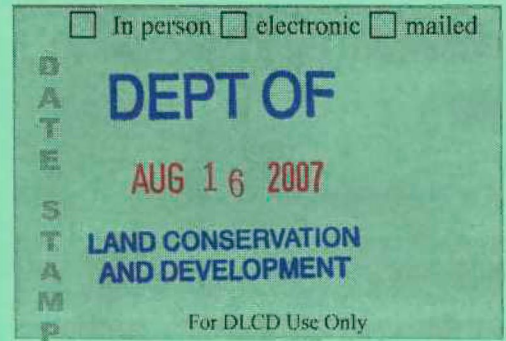 ☐ In person ☐ electronic ☐ mailed
DATE STAMP
DEPT OF
AUG 16 2007
LAND CONSERVATION
AND DEVELOPMENT
For DLCD Use Only